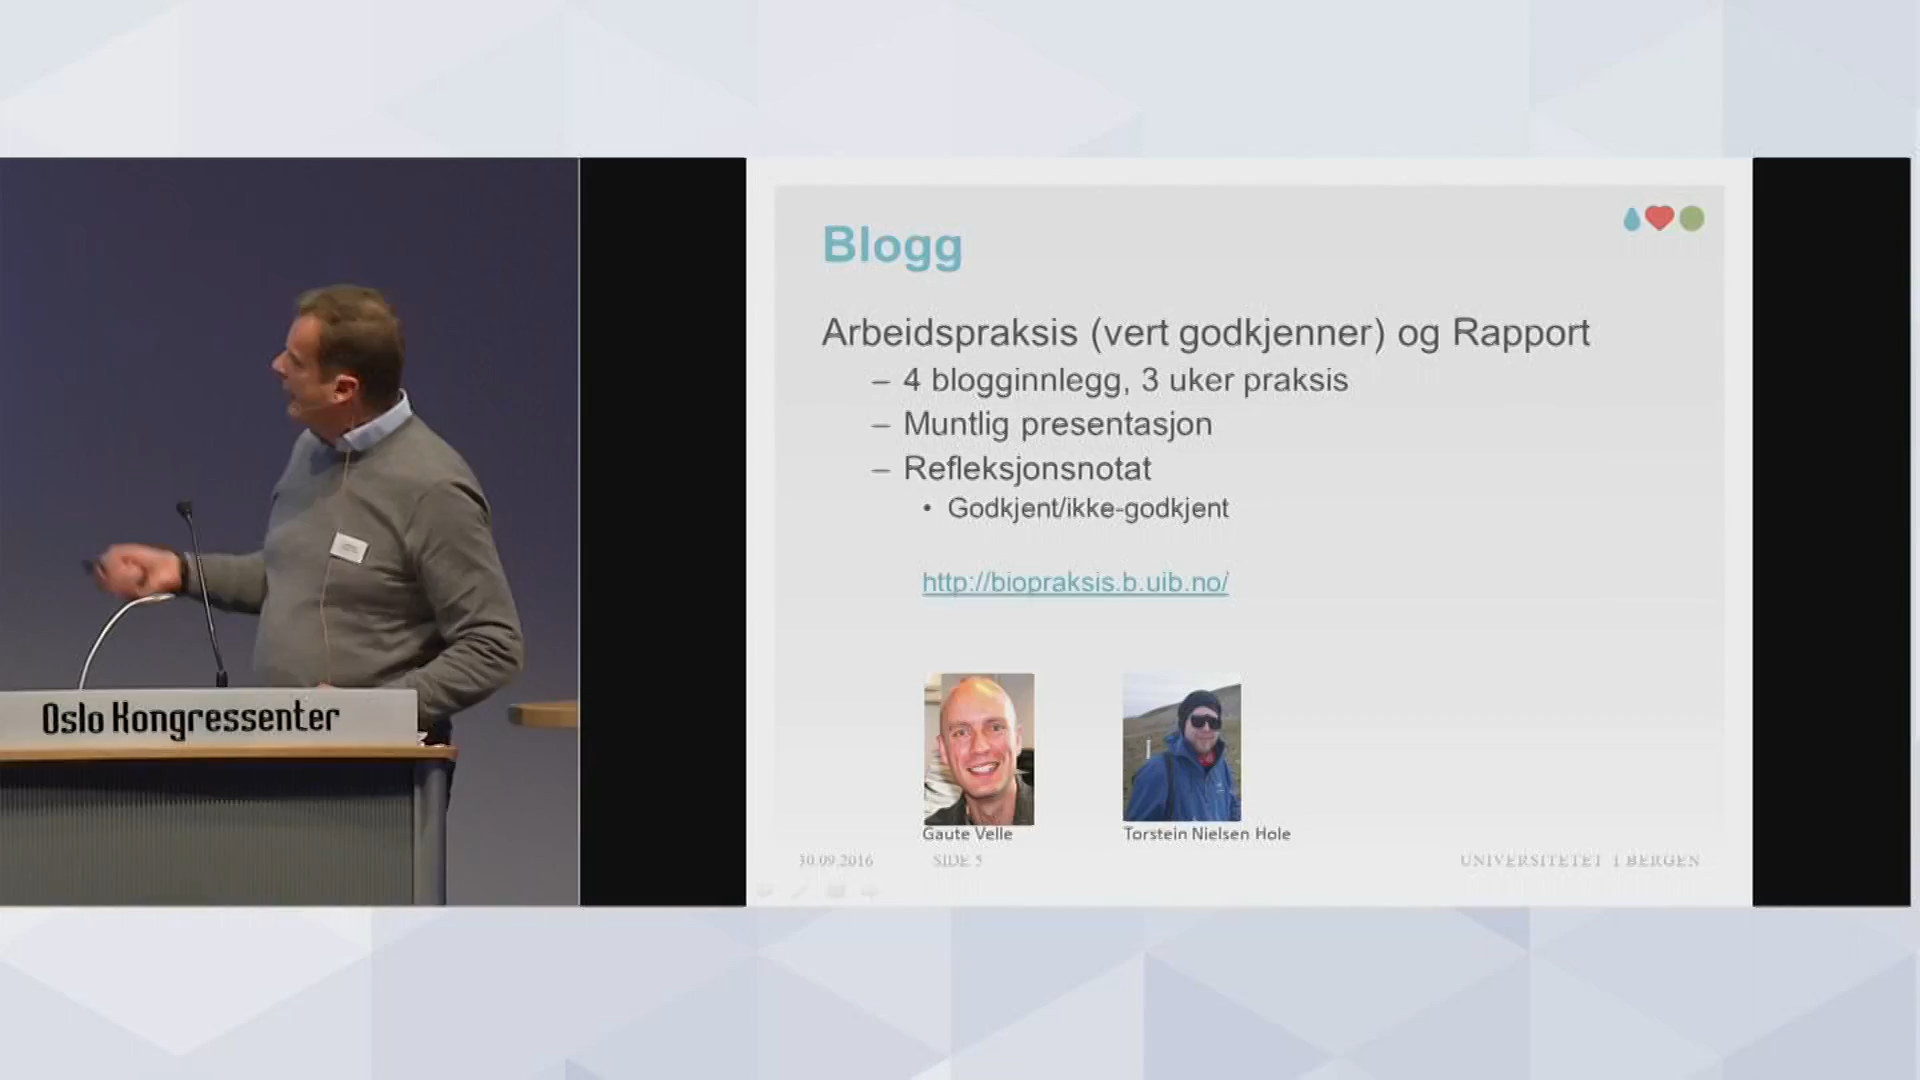 Blogg
Arbeidspraksis (vert godkjenner) og Rapport
– 4 blogginnlegg, 3 uker praksis
– Muntlig presentasjon
– Refleksjonsnotat
• Godkjent/ikke-godkjent
http://biopraksis.b.uib.no/
Gaute Velle
Torstein Nielsen Hole
30.09.2016
SIDE 5
UNIVERSITETET I BERGEN
Oslo Kongressenter